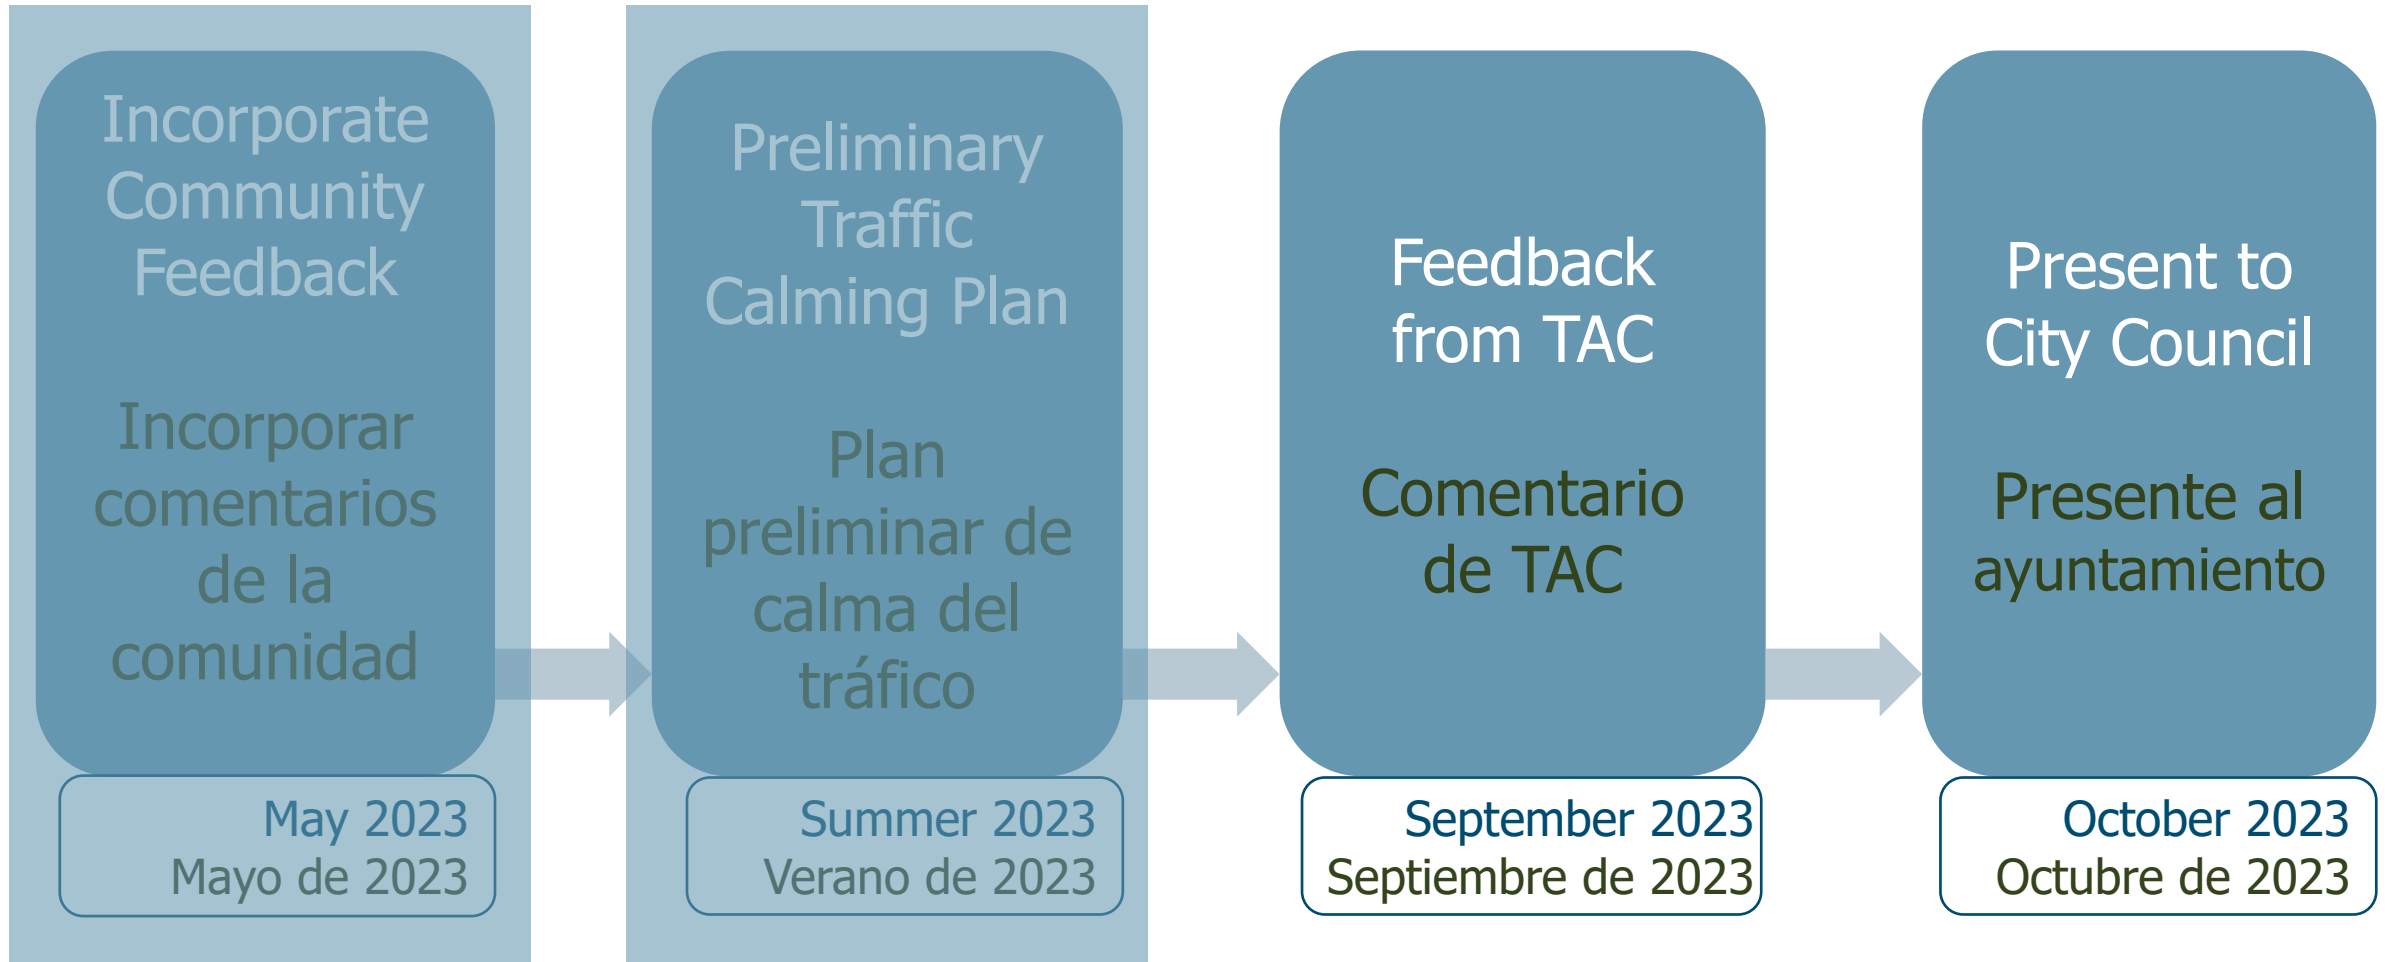 Incorporate
Community
Feedback
Incorporar
comentarios
de la
comunidad
May 2023
Mayo de 2023
Preliminary
Traffic
Calming Plan
Plan
preliminar de
calma del
tráfico
Summer 2023
Verano de 2023
Feedback
from TAC
Comentario
de TAC
September 2023
Septiembre de 2023
Present to
City Council
Presente al
ayuntamiento
October 2023
Octubre de 2023